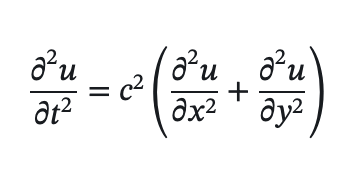 ∂²u/∂t² = c² (∂²u/∂x² + ∂²u/∂y²)